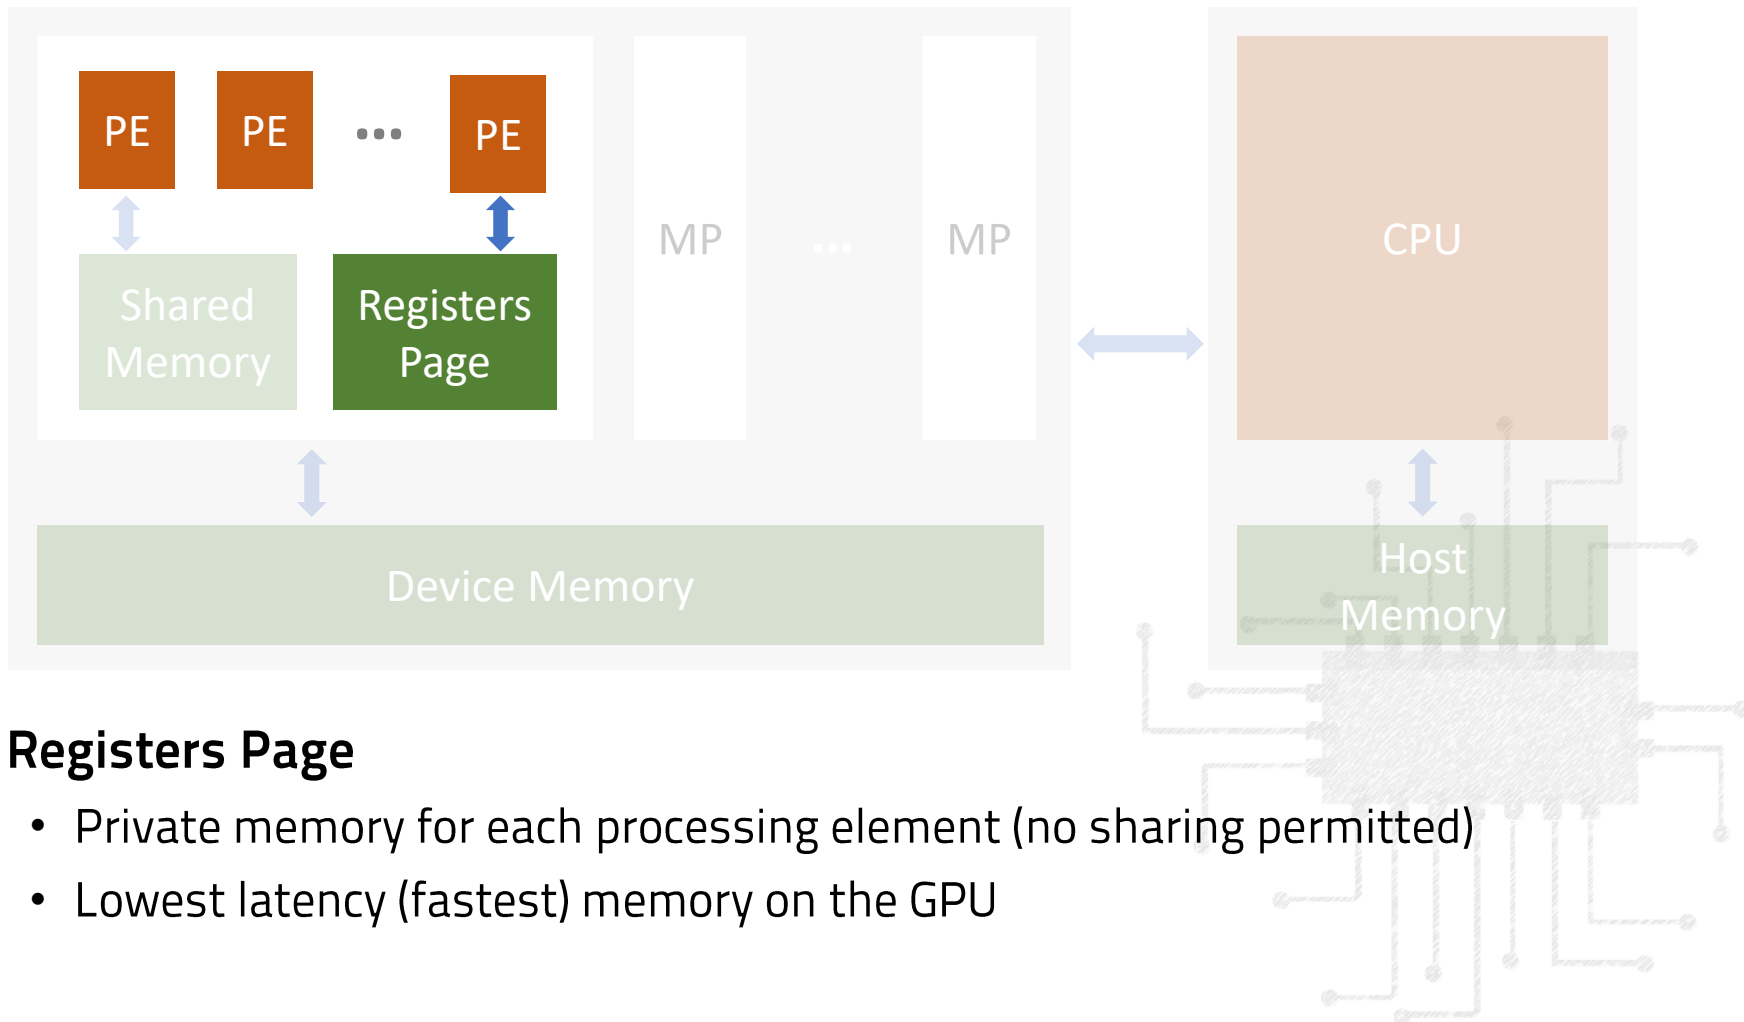 PE
PE
...
PE
Shared
Memory
Registers
Page
MP
...
MP
CPU
Device Memory
Host
Memory
Registers Page
• Private memory for each processing element (no sharing permitted)
• Lowest latency (fastest) memory on the GPU